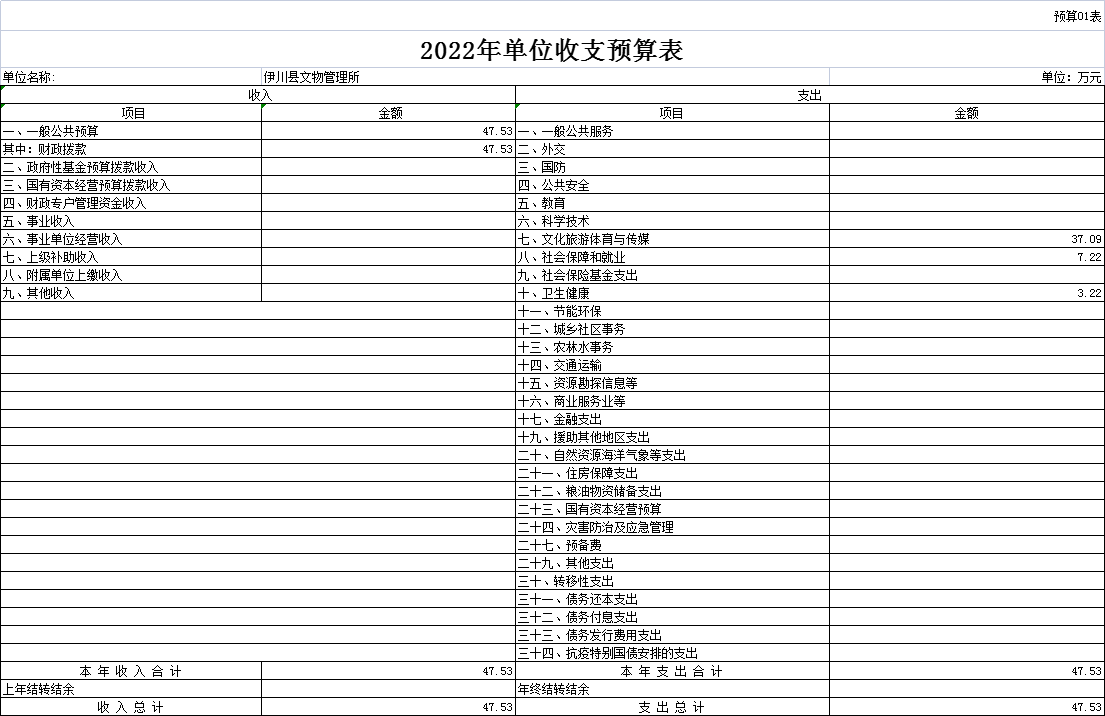 预算01表
2022年单位收支预算表
单位名称: 伊川县文物管理所 单位：万元
收入 支出
项目 金额 项目 金额
一、一般公共预算 47.53 一、一般公共服务
其中：财政拨款 47.53 二、外交
二、政府性基金预算拨款收入 三、国防
三、国有资本经营预算拨款收入 四、公共安全
四、财政专户管理资金收入 五、教育
五、事业收入 六、科学技术
六、事业单位经营收入 七、文化旅游体育与传媒 37.09
七、上级补助收入 八、社会保障和就业 7.22
八、附属单位上缴收入 九、社会保险基金支出
九、其他收入 十、卫生健康 3.22
十一、节能环保
十二、城乡社区事务
十三、农林水事务
十四、交通运输
十五、资源勘探信息等
十六、商业服务业等
十七、金融支出
十九、援助其他地区支出
二十、自然资源海洋气象等支出
二十一、住房保障支出
二十二、粮油物资储备支出
二十三、国有资本经营预算
二十四、灾害防治及应急管理
二十七、预备费
二十九、其他支出
三十、转移性支出
三十一、债务还本支出
三十二、债务付息支出
三十三、债务发行费用支出
三十四、抗疫特别国债安排的支出
本 年 收 入 合 计 47.53 本 年 支 出 合 计 47.53
上年结转结余 年终结转结余
收 入 总 计 47.53 支 出 总 计 47.53